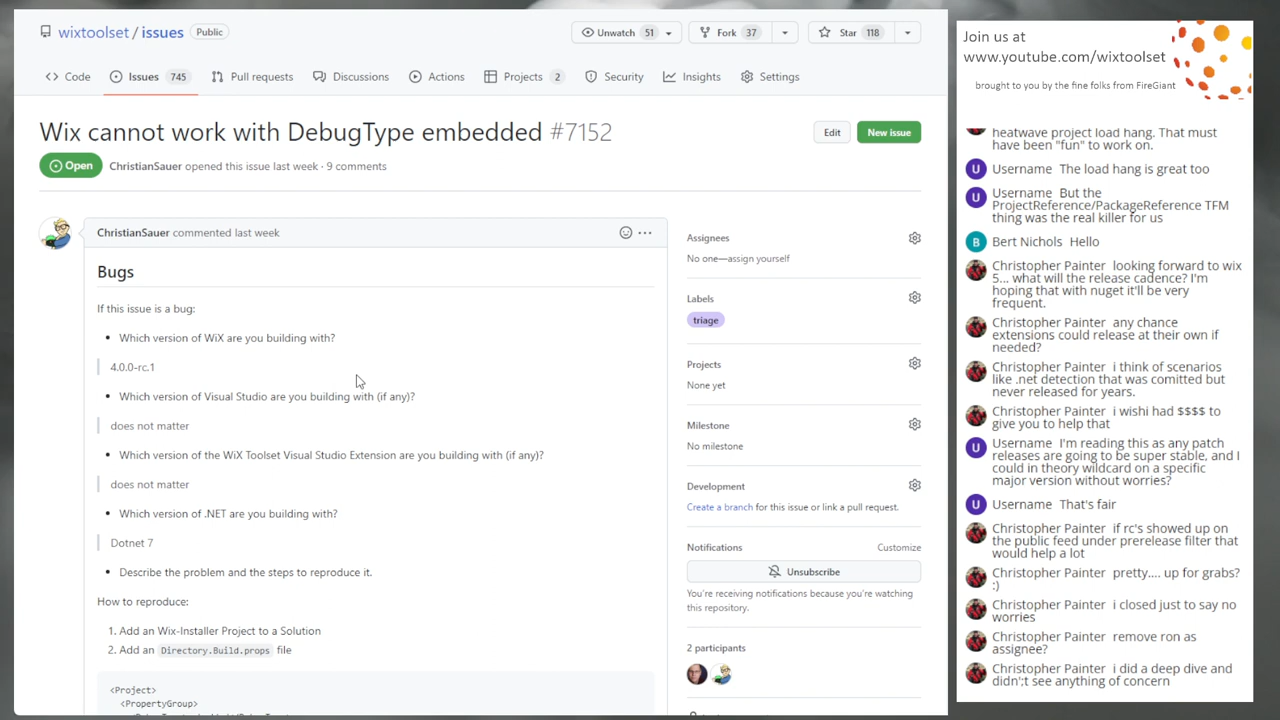 wixtoolset / issues Public
Unwatch 51
Fork 37
Star 118
Code
Issues 745
Pull requests
Discussions
Actions
Projects 2
Security
Insights
Settings
Wix cannot work with DebugType embedded #7152
Edit
New issue
Open
ChristianSauer opened this issue last week · 9 comments
ChristianSauer commented last week
Bugs
If this issue is a bug:
• Which version of WiX are you building with?
4.0.0-rc.1
• Which version of Visual Studio are you building with (if any)?
does not matter
• Which version of the WiX Toolset Visual Studio Extension are you building with (if any)?
does not matter
• Which version of .NET are you building with?
Dotnet 7
• Describe the problem and the steps to reproduce it.
How to reproduce:
1. Add an Wix-Installer Project to a Solution
2. Add an Directory.Build.props file
<Project>
<PropertyGroup>
Assignees
No one—assign yourself
Labels
triage
Projects
None yet
Milestone
No milestone
Development
Create a branch for this issue or link a pull request.
Notifications
Customize
Unsubscribe
You're receiving notifications because you're watching
this repository.
2 participants
Join us at
www.youtube.com/wixtoolset
brought to you by the fine folks from FireGiant
heatwave project load hang. That must
have been "fun" to work on.
U Username The load hang is great too
U Username But the
ProjectReference/PackageReference TFM
thing was the real killer for us
B Bert Nichols Hello
Christopher Painter looking forward to wix
5... what will the release cadence? I'm
hoping that with nuget it'll be very
frequent.
Christopher Painter any chance
extensions could release at their own if
needed?
Christopher Painter i think of scenarios
like .net detection that was comitted but
never released for years.
Christopher Painter i wishi had $$$$ to
give you to help that
U Username I'm reading this as any patch
releases are going to be super stable, and I
could in theory wildcard on a specific
major version without worries?
U Username That's fair
Christopher Painter if rc's showed up on
the public feed under prerelease filter that
would help a lot
Christopher Painter pretty.... up for grabs?
:)
Christopher Painter i closed just to say no
worries
Christopher Painter remove ron as
assignee?
Christopher Painter i did a deep dive and
didn';t see anything of concern